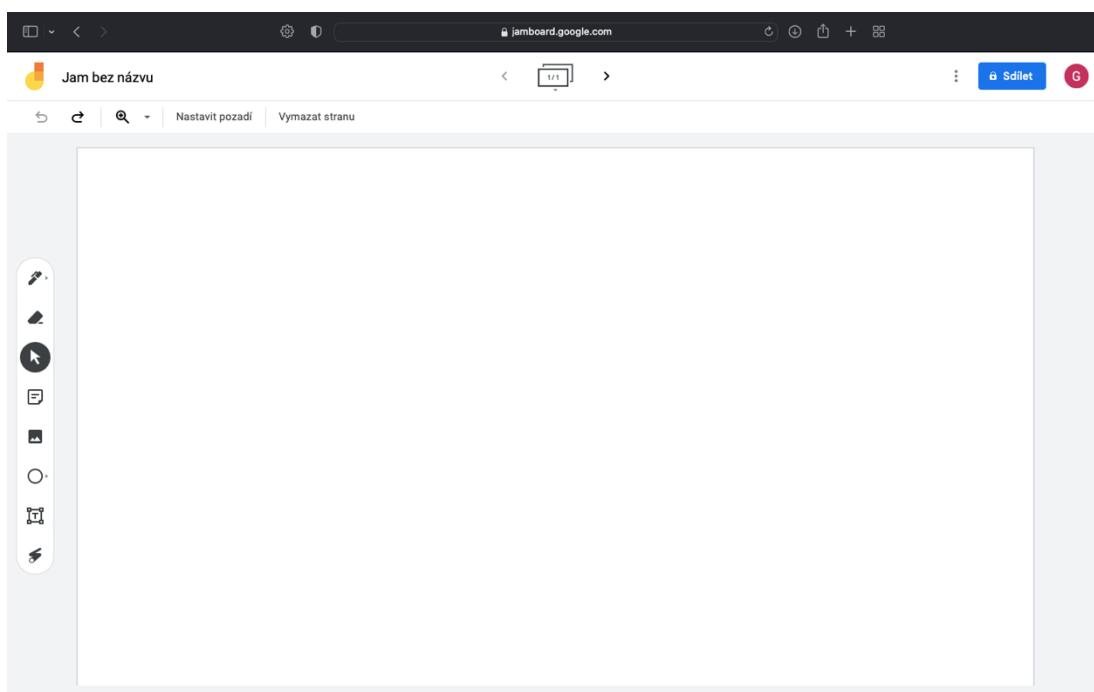 jamboard.google.com
Jam bez názvu
1/1
Sdílet
G
Nastavit pozadí
Vymazat stranu